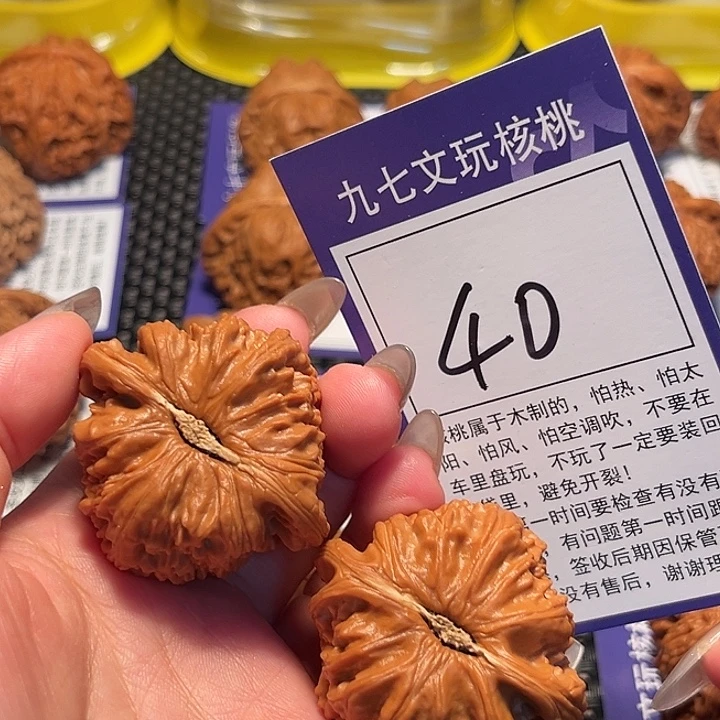 九七文玩核桃
40
桃属于木制的，怕热、怕太
阳、怕风、怕空调吹，不要在
车里盘玩，不玩了一定要装回
袋里，避免开裂！
一时间要检查有没有
有问题第一时间跟
，签收后期因保管
没有售后，谢谢理
文玩核